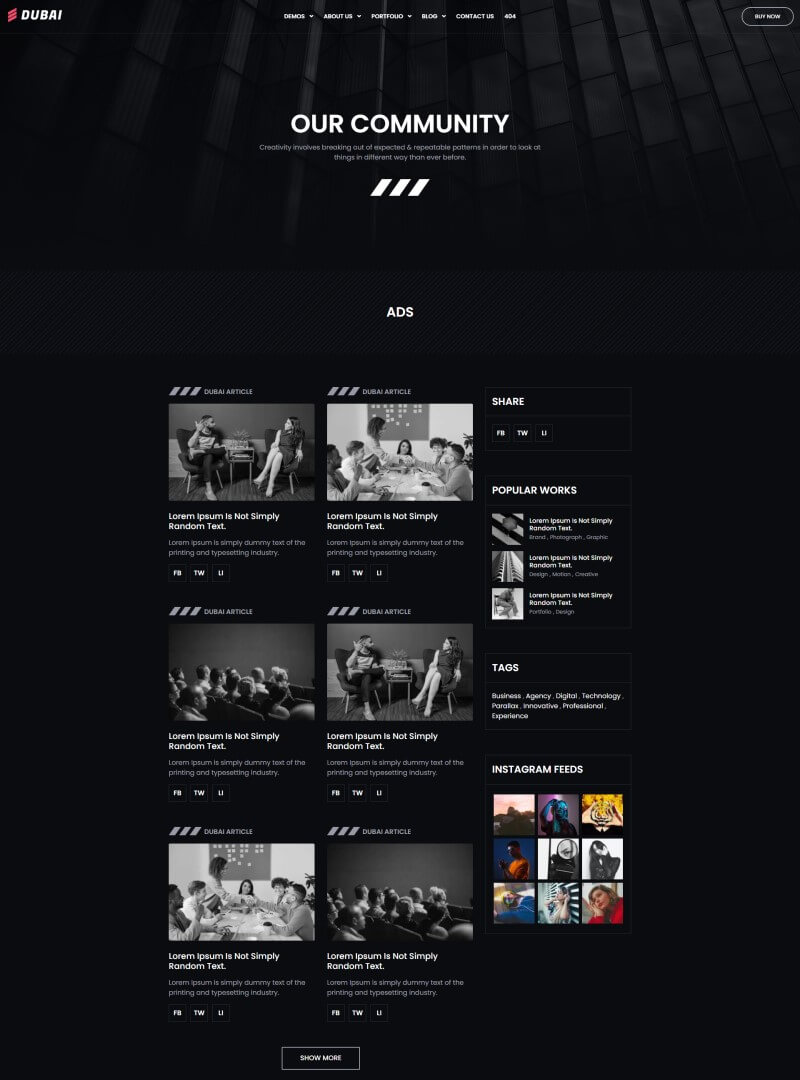 DUBAI
DEMOS
ABOUT US
PORTFOLIO
BLOG
CONTACT US
404
BUY NOW
OUR COMMUNITY
Creativity involves breaking out of expected & repeatable patterns in order to look at
things in different way than ever before.
ADS
DUBAI ARTICLE
Lorem Ipsum Is Not Simply
Random Text.
Lorem Ipsum is simply dummy text of the
printing and typesetting industry.
FB TW LI
DUBAI ARTICLE
Lorem Ipsum Is Not Simply
Random Text.
Lorem Ipsum is simply dummy text of the
printing and typesetting industry.
FB TW LI
DUBAI ARTICLE
Lorem Ipsum Is Not Simply
Random Text.
Lorem Ipsum is simply dummy text of the
printing and typesetting industry.
FB TW LI
DUBAI ARTICLE
Lorem Ipsum Is Not Simply
Random Text.
Lorem Ipsum is simply dummy text of the
printing and typesetting industry.
FB TW LI
DUBAI ARTICLE
Lorem Ipsum Is Not Simply
Random Text.
Lorem Ipsum is simply dummy text of the
printing and typesetting industry.
FB TW LI
DUBAI ARTICLE
Lorem Ipsum Is Not Simply
Random Text.
Lorem Ipsum is simply dummy text of the
printing and typesetting industry.
FB TW LI
SHOW MORE
SHARE
FB TW LI
POPULAR WORKS
Lorem Ipsum Is Not Simply
Random Text.
Brand , Photograph , Graphic
Lorem Ipsum Is Not Simply
Random Text.
Design , Motion , Creative
Lorem Ipsum Is Not Simply
Random Text.
Portfolio , Design
TAGS
Business , Agency , Digital , Technology ,
Parallax , Innovative , Professional ,
Experience
INSTAGRAM FEEDS